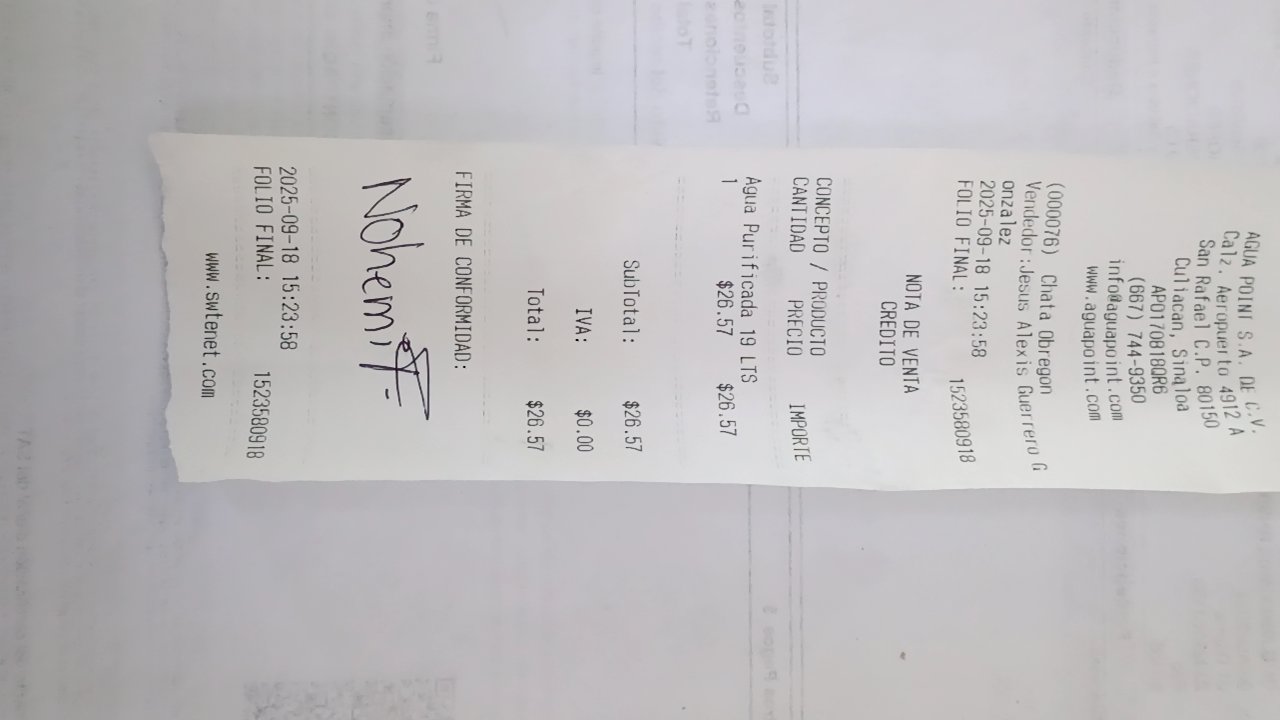 AGUA POINT S.A. DE C.V.
Calz. Aeropuerto 4912 A
San Rafael C.P. 80150
Culiacan, Sinaloa
APO170818QR6
(667) 744-9350
info@aguapoint.com
www.aguapoint.com
(000076) Chata Obregon
Vendedor:Jesus Alexis Guerrero G
onzalez
2025-09-18 15:23:58
FOLIO FINAL: 1523580918
NOTA DE VENTA
CREDITO
CONCEPTO / PRODUCTO
CANTIDAD PRECIO IMPORTE
Agua Purificada 19 LTS
1 $26.57 $26.57
SubTotal: $26.57
IVA: $0.00
Total: $26.57
FIRMA DE CONFORMIDAD:
Nohemi
2025-09-18 15:23:58
FOLIO FINAL: 1523580918
www.swtenet.com
Subtotal
Retenciones
Total